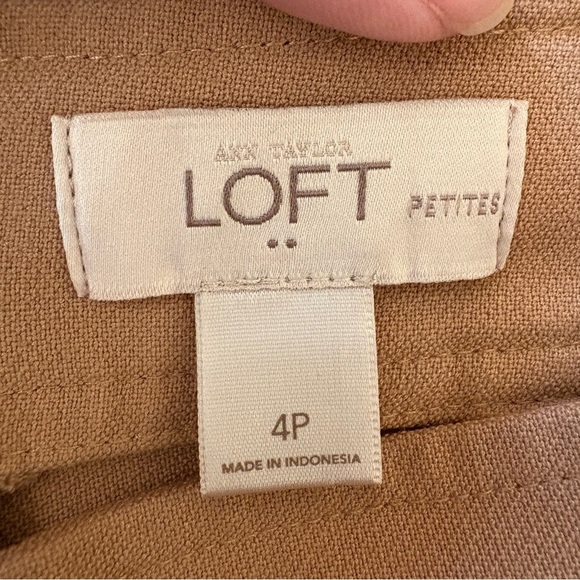 ANN TAYLOR
LOFT PETITES
4P
MADE IN INDONESIA